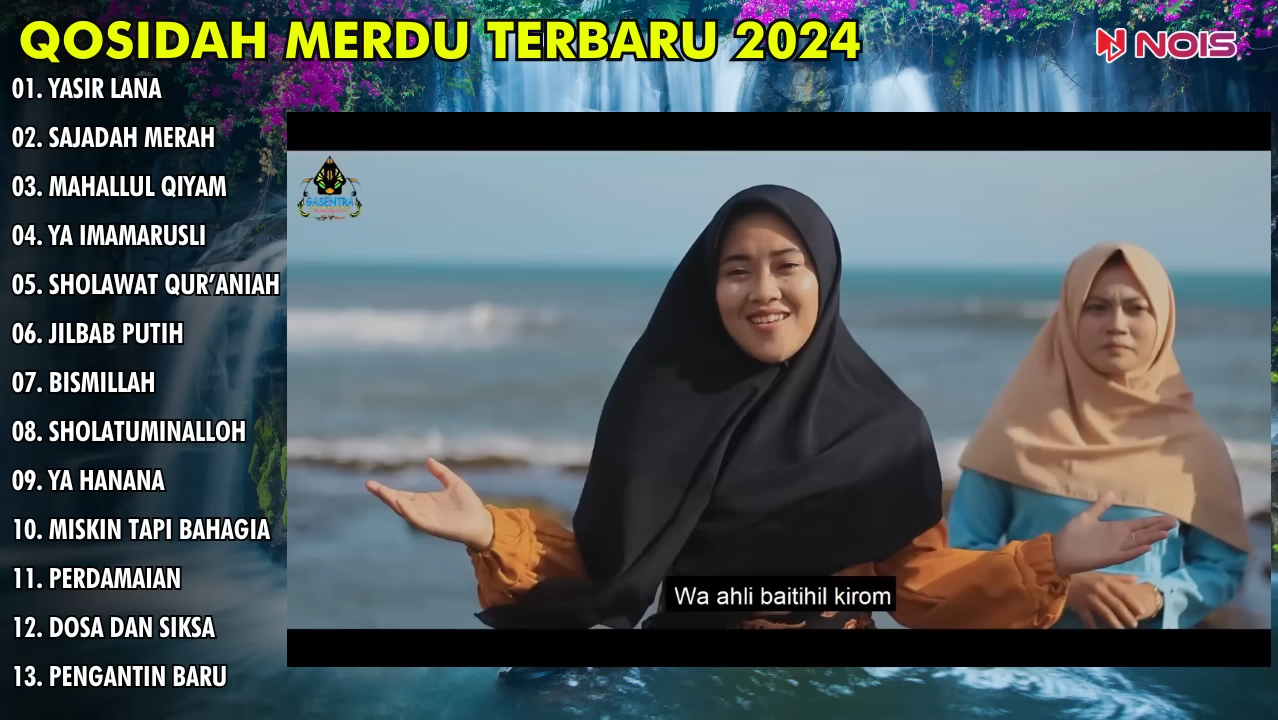 QOSIDAH MERDU TERBARU 2024
NOIS
01. YASIR LANA
02. SAJADAH MERAH
03. MAHALLUL QIYAM
04. YA IMAMARUSLI
05. SHOLAWAT QUR’ANIAH
06. JILBAB PUTIH
07. BISMILLAH
08. SHOLATUMINALLOH
09. YA HANANA
10. MISKIN TAPI BAHAGIA
11. PERDAMAIAN
12. DOSA DAN SIKSA
13. PENGANTIN BARU
GASENTRA
Wa ahli baitihil kirom